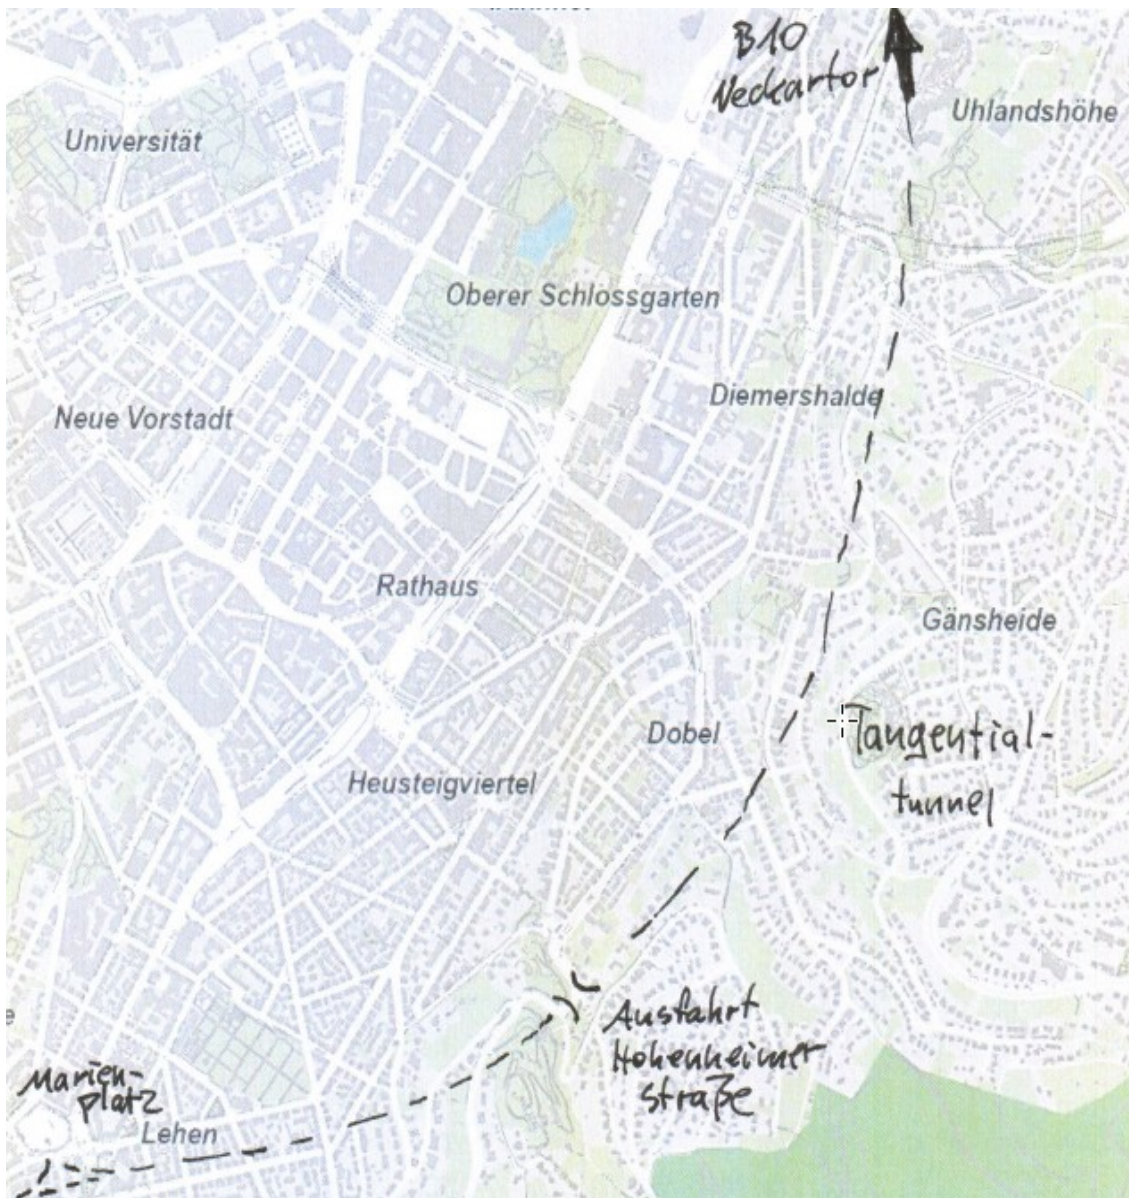 B10
Neckartor
Uhlandshöhe
Universität
Oberer Schlossgarten
Diemershalde
Neue Vorstadt
Rathaus
Gänsheide
Dobel
Tangential-
tunnel
Heusteigviertel
Ausfahrt
Hohenheimer
straße
Marien-
platz
Lehen